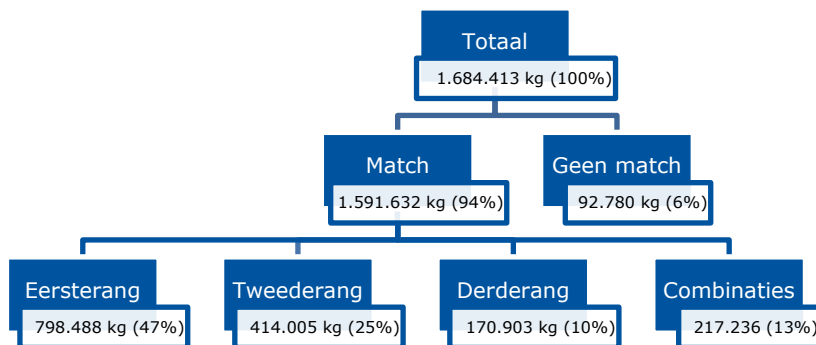 Totaal
1.684.413 kg (100%)
Match
Geen match
1.591.632 kg (94%)
92.780 kg (6%)
Eersterang
Tweederang
Derderang
Combinaties
798.488 kg (47%)
414.005 kg (25%)
170.903 kg (10%)
217.236 (13%)